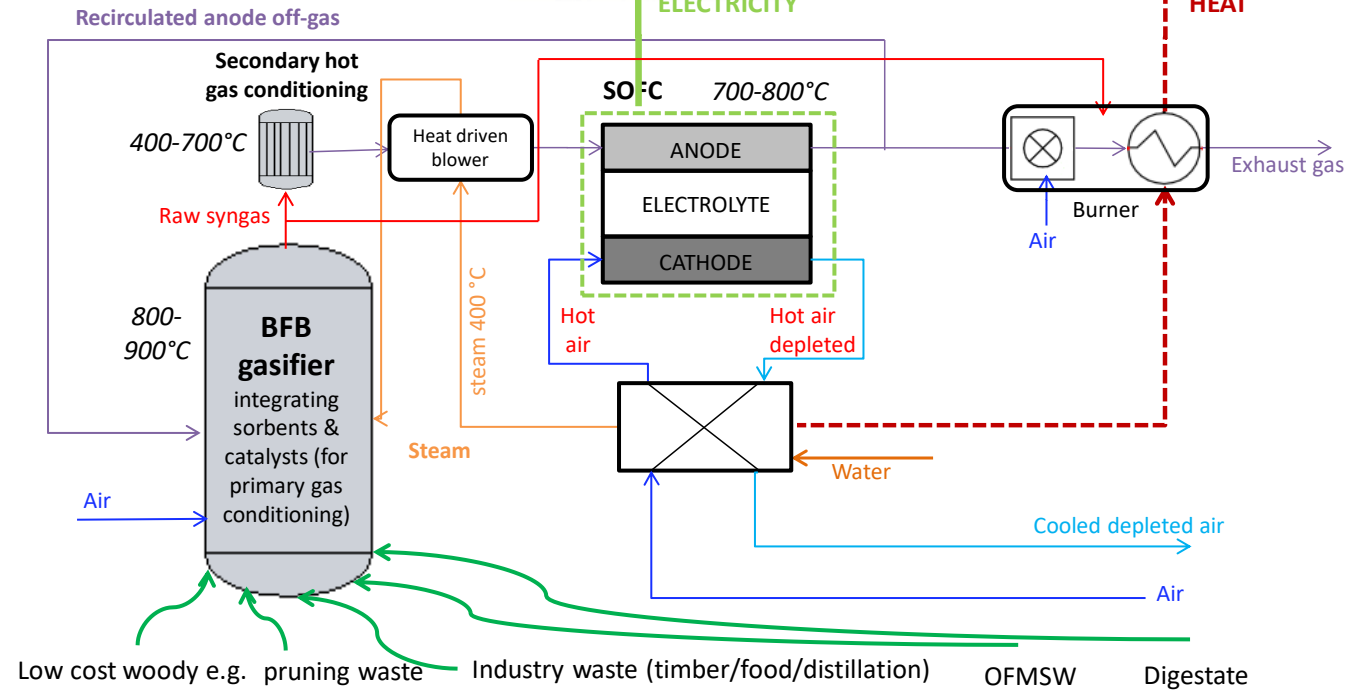 ELECTRICITY
HEAT
Recirculated anode off-gas
Secondary hot
gas conditioning
SOFC
700-800°C
400-700°C
Heat driven
blower
ANODE
Exhaust gas
ELECTROLYTE
Raw syngas
Burner
Air
CATHODE
steam 400 °C
Hot
air
Hot air
depleted
800-
900°C
BFB
gasifier
integrating
sorbents &
catalysts (for
primary gas
conditioning)
Steam
Water
Air
Cooled depleted air
Air
Low cost woody e.g.
pruning waste
Industry waste (timber/food/distillation)
OFMSW
Digestate